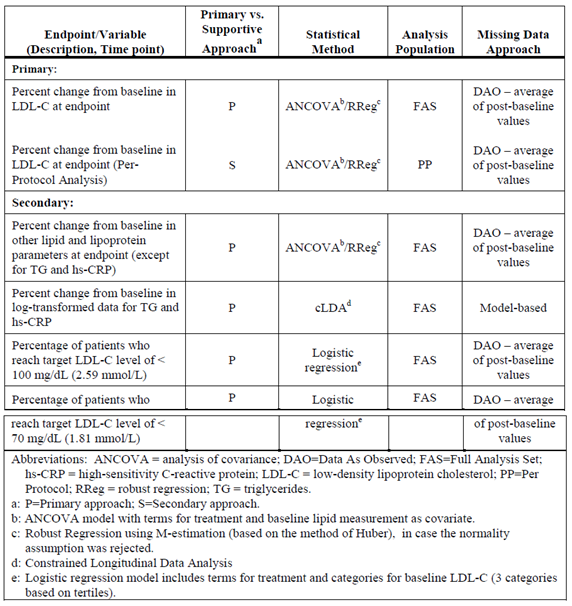 Endpoint/Variable
(Description, Time point)
Primary vs.
Supportive
Approach a
Statistical
Method
Analysis
Population
Missing Data
Approach
Primary:
Percent change from baseline in
LDL-C at endpoint
P
ANCOVAb/RRegc
FAS
DAO – average
of post-baseline
values
Percent change from baseline in
LDL-C at endpoint (Per-
Protocol Analysis)
S
ANCOVAb/RRegc
PP
DAO – average
of post-baseline
values
Secondary:
Percent change from baseline in
other lipid and lipoprotein
parameters at endpoint (except
for TG and hs-CRP)
P
ANCOVAb/RRegc
FAS
DAO – average
of post-baseline
values
Percent change from baseline in
log-transformed data for TG and
hs-CRP
P
cLDAd
FAS
Model-based
Percentage of patients who
reach target LDL-C level of <
100 mg/dL (2.59 mmol/L)
P
Logistic
regressione
FAS
DAO – average
of post-baseline
values
Percentage of patients who
P
Logistic
FAS
DAO – average
reach target LDL-C level of <
70 mg/dL (1.81 mmol/L)
regressione
of post-baseline
values
Abbreviations: ANCOVA = analysis of covariance; DAO=Data As Observed; FAS=Full Analysis Set;
hs-CRP = high-sensitivity C-reactive protein; LDL-C = low-density lipoprotein cholesterol; PP=Per
Protocol; RReg = robust regression; TG = triglycerides.
a: P=Primary approach; S=Secondary approach.
b: ANCOVA model with terms for treatment and baseline lipid measurement as covariate.
c: Robust Regression using M-estimation (based on the method of Huber), in case the normality
assumption was rejected.
d: Constrained Longitudinal Data Analysis
e: Logistic regression model includes terms for treatment and categories for baseline LDL-C (3 categories
based on tertiles).